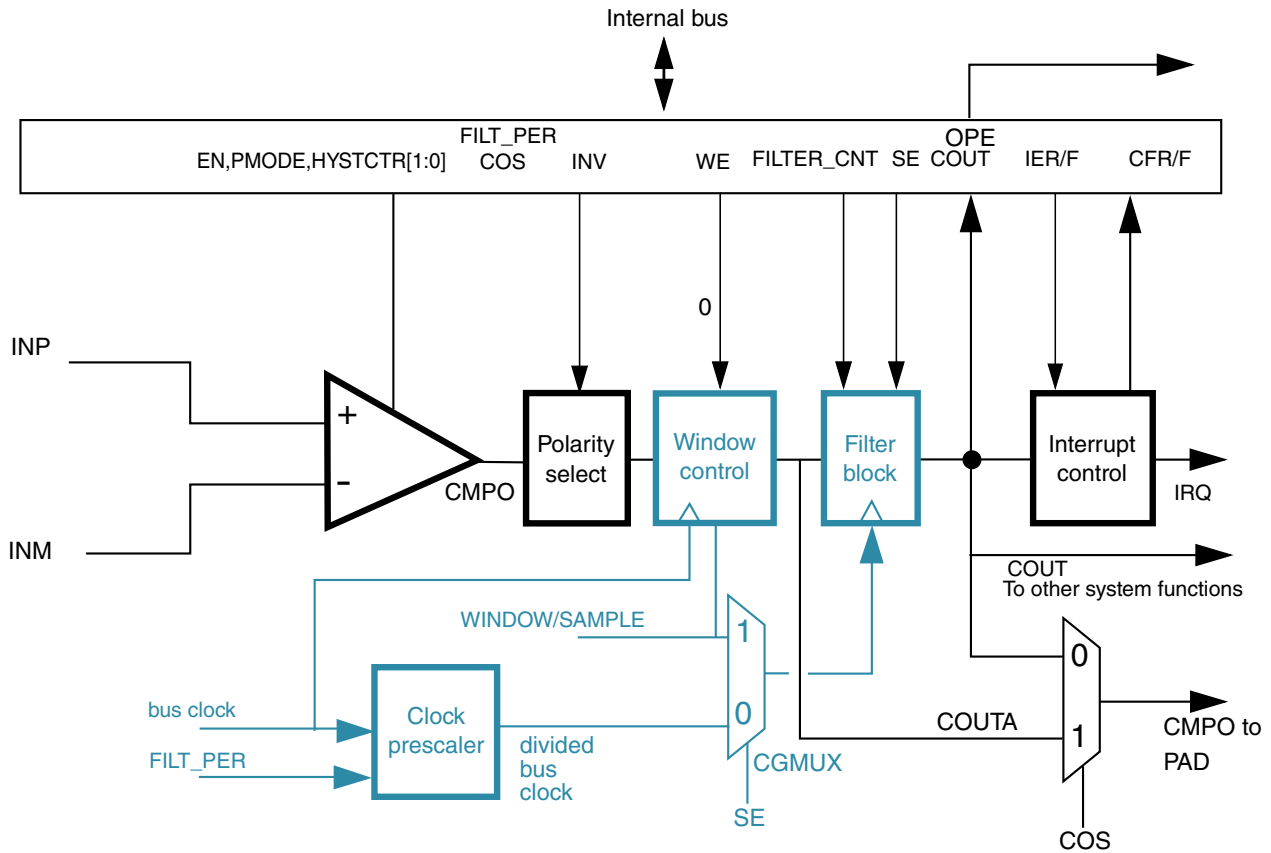 Internal bus
FILT_PER
OPE
EN,PMODE,HYSTCTR[1:0]
COS
INV
WE
FILTER_CNT
SE
COUT
IER/F
CFR/F
0
INP
+
-
CMPO
Polarity
select
Window
control
Filter
block
Interrupt
control
IRQ
INM
COUT
To other system functions
WINDOW/SAMPLE
1
0
0
1
bus clock
FILT_PER
Clock
prescaler
divided
bus
clock
CGMUX
SE
COUTA
CMPO to
PAD
COS